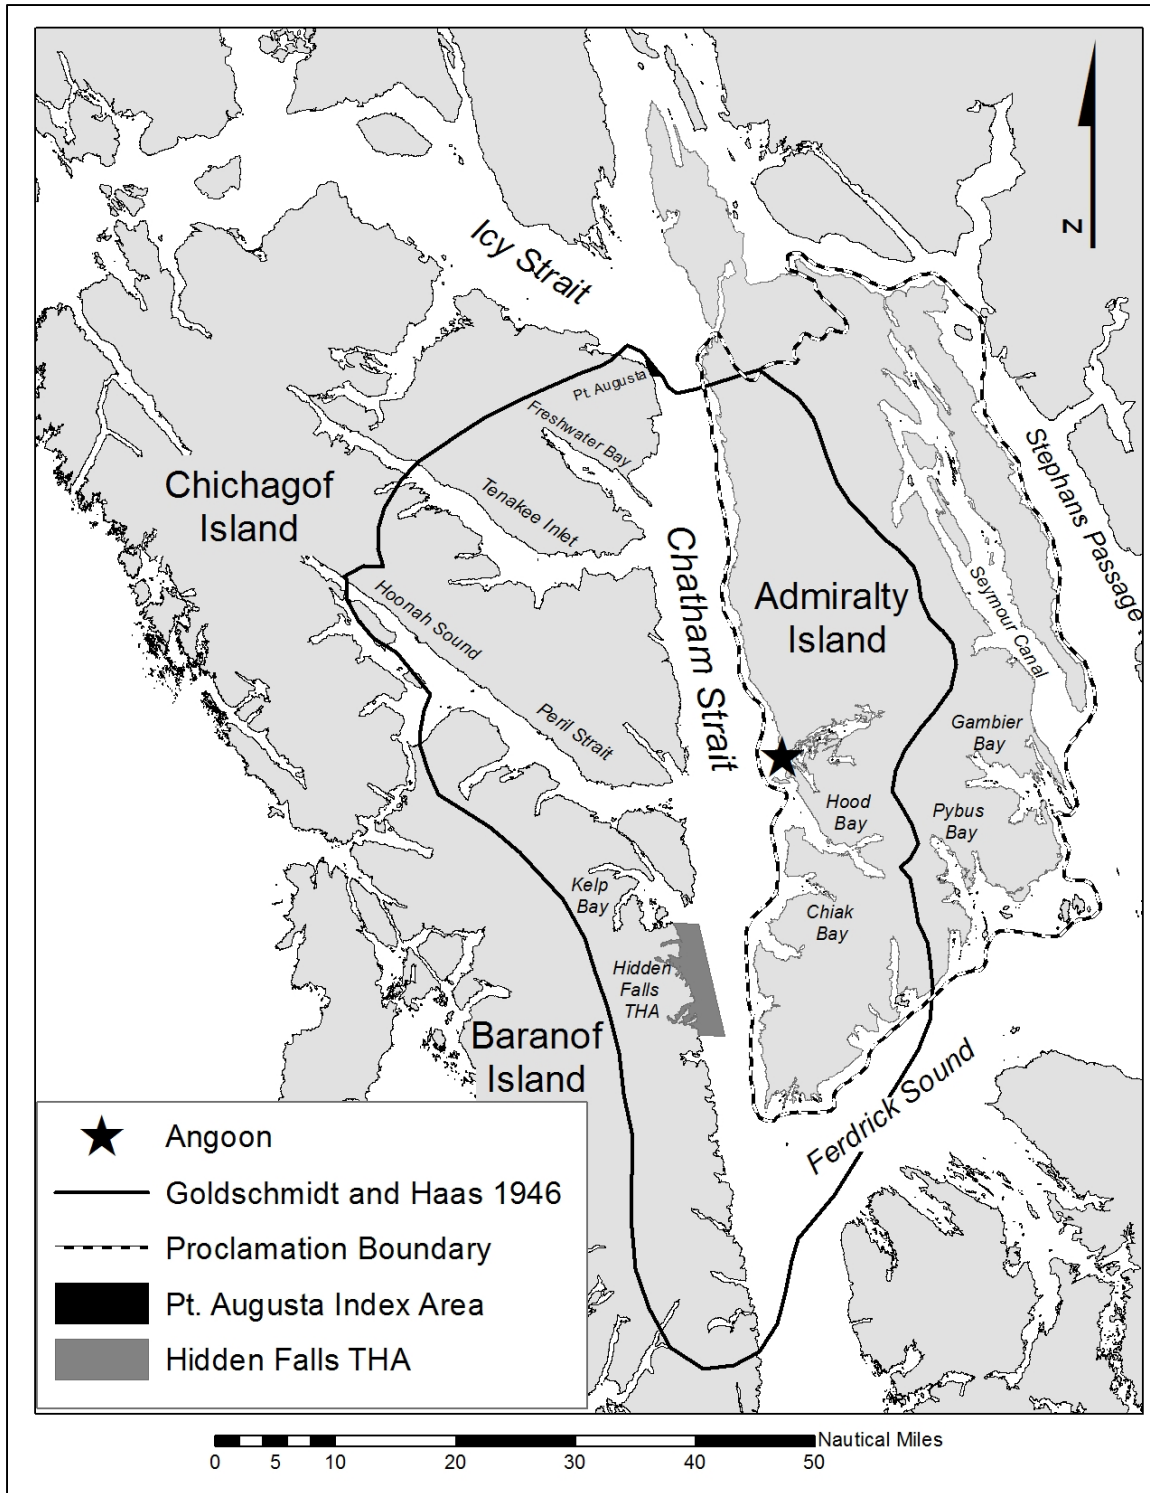 N
Icy Strait
Pt. Augusta
Freshwater Bay
Chichagof
Island
Tenakee Inlet
Stephans Passage
Chatham Strait
Hoonah Sound
Admiralty
Island
Seymour Canal
Peril Strait
Gambier
Bay
Hood
Bay
Pybus
Bay
Kelp
Bay
Chiak
Bay
Hidden
Falls
THA
Baranof
Island
Ferdrick Sound
Angoon
Goldschmidt and Haas 1946
Proclamation Boundary
Pt. Augusta Index Area
Hidden Falls THA
Nautical Miles
0 5 10 20 30 40 50